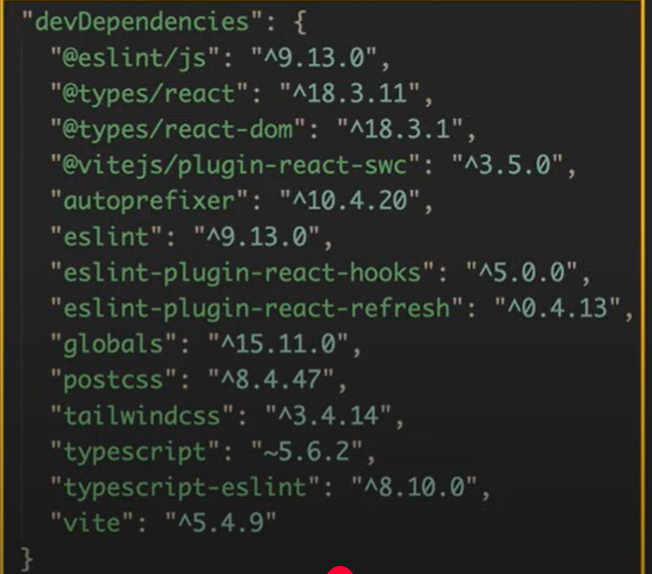 "devDependencies": {
"@eslint/js": "^9.13.0",
"@types/react": "^18.3.11",
"@types/react-dom": "^18.3.1",
"@vitejs/plugin-react-swc": "^3.5.0",
"autoprefixer": "^10.4.20",
"eslint": "^9.13.0",
"eslint-plugin-react-hooks": "^5.0.0",
"eslint-plugin-react-refresh": "^0.4.13",
"globals": "^15.11.0",
"postcss": "^8.4.47",
"tailwindcss": "^3.4.14",
"typescript": "~5.6.2",
"typescript-eslint": "^8.10.0",
"vite": "^5.4.9"
}